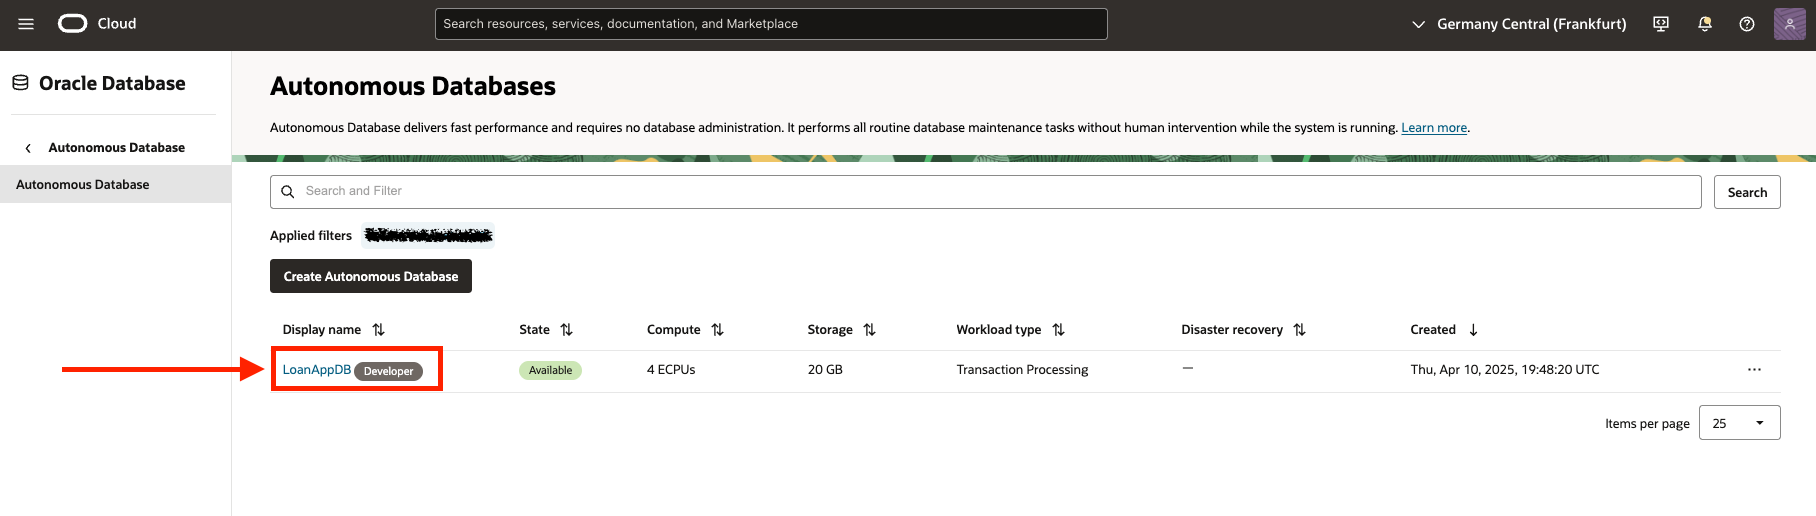 Cloud
Search resources, services, documentation, and Marketplace
Germany Central (Frankfurt)
Oracle Database
Autonomous Database
Autonomous Database
Autonomous Databases
Autonomous Database delivers fast performance and requires no database administration. It performs all routine database maintenance tasks without human intervention while the system is running. Learn more.
Search and Filter
Search
Applied filters
Create Autonomous Database
Display name State Compute Storage Workload type Disaster recovery Created
LoanAppDB Developer Available 4 ECPUs 20 GB Transaction Processing — Thu, Apr 10, 2025, 19:48:20 UTC ...
Items per page 25